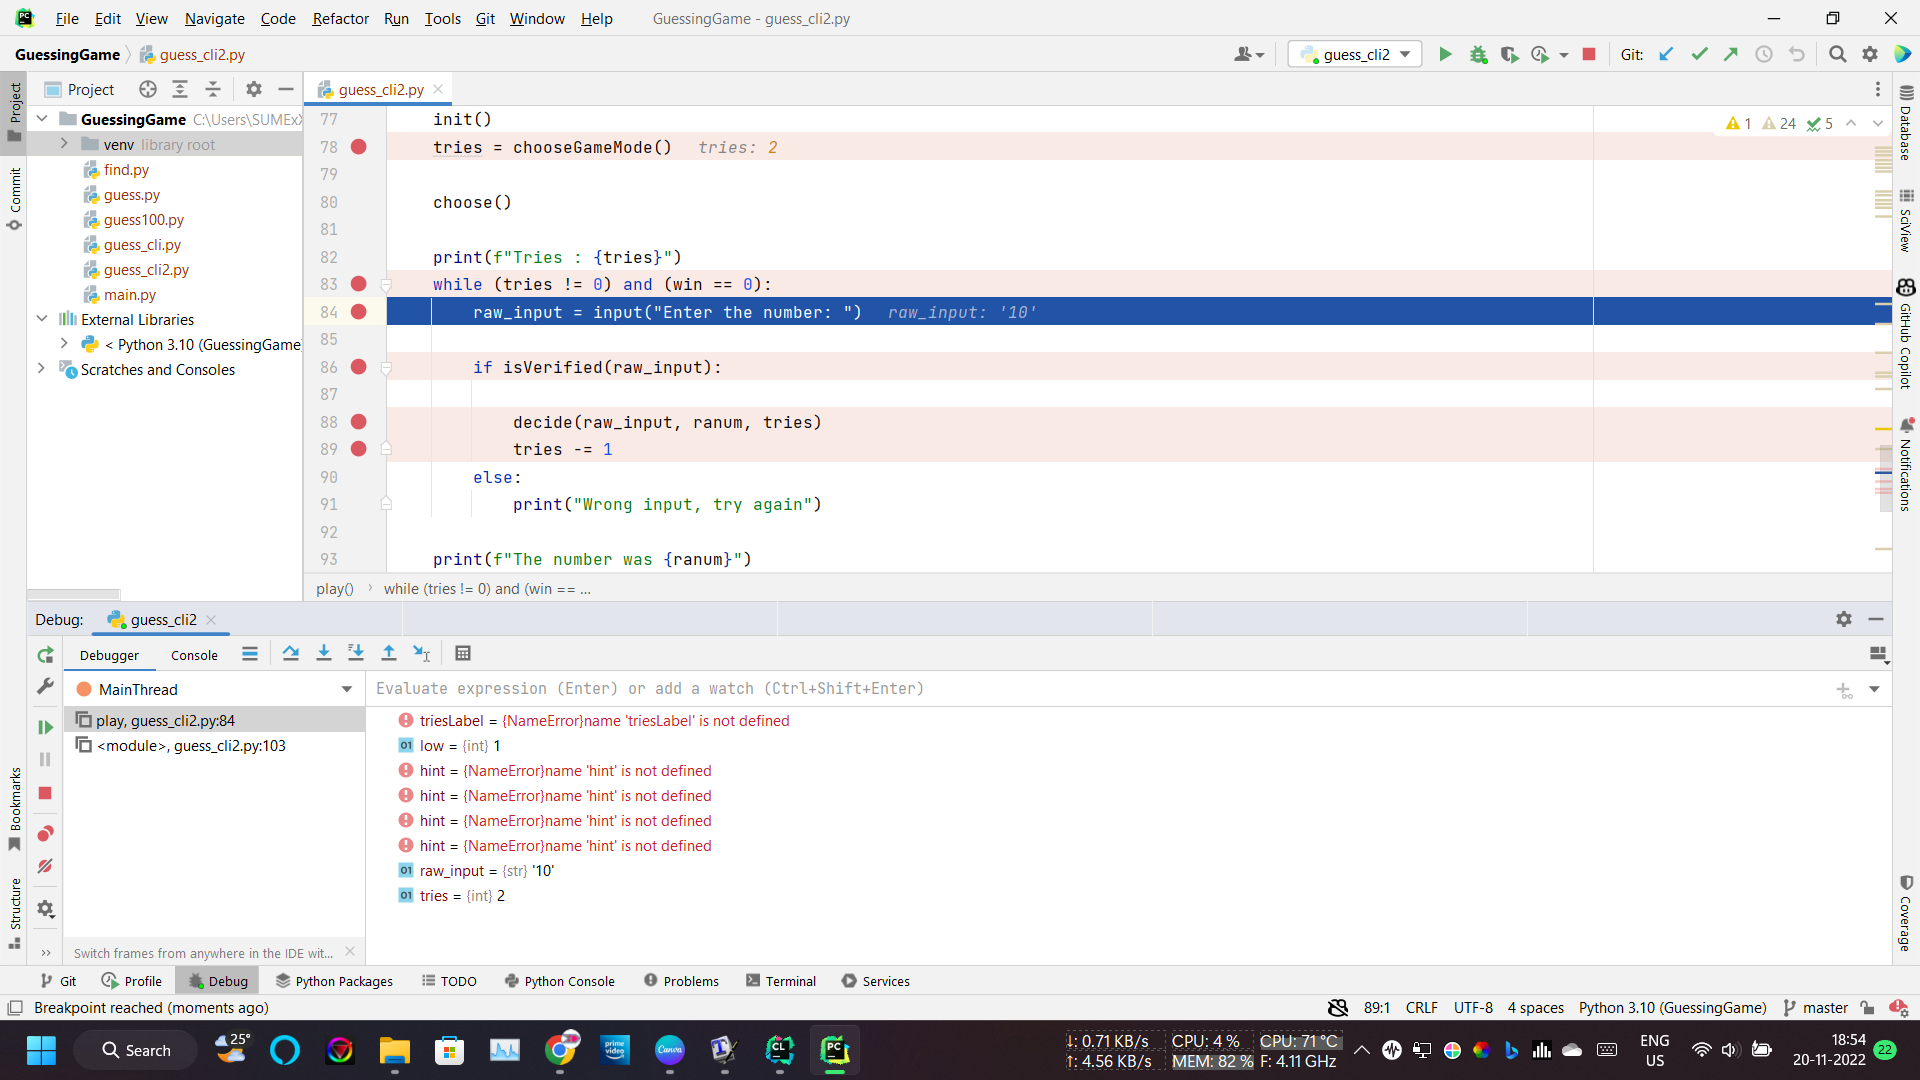 File Edit View Navigate Code Refactor Run Tools Git Window Help GuessingGame - guess_cli2.py
GuessingGame guess_cli2.py guess_cli2 Git:
Project guess_cli2.py
Project
Commit
Bookmarks
Structure
GuessingGame C:\Users\SUMEx
venv library root
find.py
guess.py
guess100.py
guess_cli.py
guess_cli2.py
main.py
External Libraries
< Python 3.10 (GuessingGame
Scratches and Consoles
1 24 5
77 init()
78 tries = chooseGameMode() tries: 2
79
80 choose()
81
82 print(f"Tries : {tries}")
83 while (tries != 0) and (win == 0):
84 raw_input = input("Enter the number: ") raw_input: '10'
85
86 if isVerified(raw_input):
87
88 decide(raw_input, ranum, tries)
89 tries -= 1
90 else:
91 print("Wrong input, try again")
92
93 print(f"The number was {ranum}")
play() while (tries != 0) and (win == ...
Database
SciView
GitHub Copilot
Notifications
Coverage
Debug: guess_cli2
Debugger Console
MainThread
Evaluate expression (Enter) or add a watch (Ctrl+Shift+Enter)
play, guess_cli2.py:84
<module>, guess_cli2.py:103
Switch frames from anywhere in the IDE wit...
triesLabel = {NameError}name 'triesLabel' is not defined
low = {int} 1
hint = {NameError}name 'hint' is not defined
hint = {NameError}name 'hint' is not defined
hint = {NameError}name 'hint' is not defined
hint = {NameError}name 'hint' is not defined
raw_input = {str} '10'
tries = {int} 2
Git Profile Debug Python Packages TODO Python Console Problems Terminal Services
Breakpoint reached (moments ago) 89:1 CRLF UTF-8 4 spaces Python 3.10 (GuessingGame) master
Search 25°
prime video
Canva
CL
PC
↓: 0.71 KB/s CPU: 4 % CPU: 71 °C
↑: 4.56 KB/s MEM: 82 % F: 4.11 GHz
ENG
US
18:54
20-11-2022
22